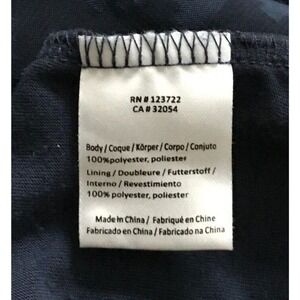 RN # 123722
CA # 32054
Body / Coque / Körper / Corpo / Conjuto
100% polyester, poliester
Lining / Doubleure / Futterstoff /
Interno / Revestimiento
100% polyester, poliester
Made in China / Fabriqué en Chine
Fabricado en China / Fabricado na China